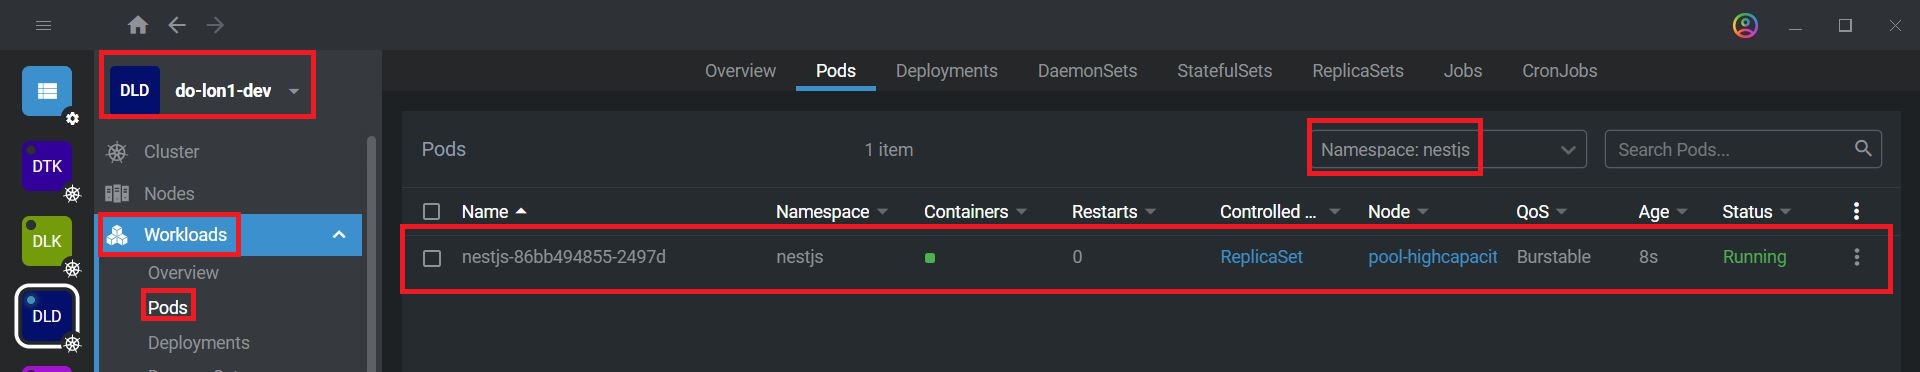 DLD do-lon1-dev
Overview Pods Deployments DaemonSets StatefulSets ReplicaSets Jobs CronJobs
DTK
DLK
DLD
Cluster
Nodes
Workloads
Overview
Pods
Deployments
Pods 1 item Namespace: nestjs Search Pods...
Name Namespace Containers Restarts Controlled ... Node QoS Age Status
nestjs-86bb494855-2497d nestjs 0 ReplicaSet pool-highcapacit Burstable 8s Running